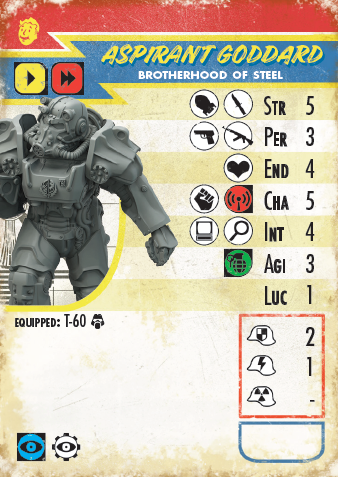 ASPIRANT GODDARD
BROTHERHOOD OF STEEL
STR 5
PER 3
END 4
CHA 5
INT 4
AGI 3
LUC 1
EQUIPPED: T-60
2
1
-